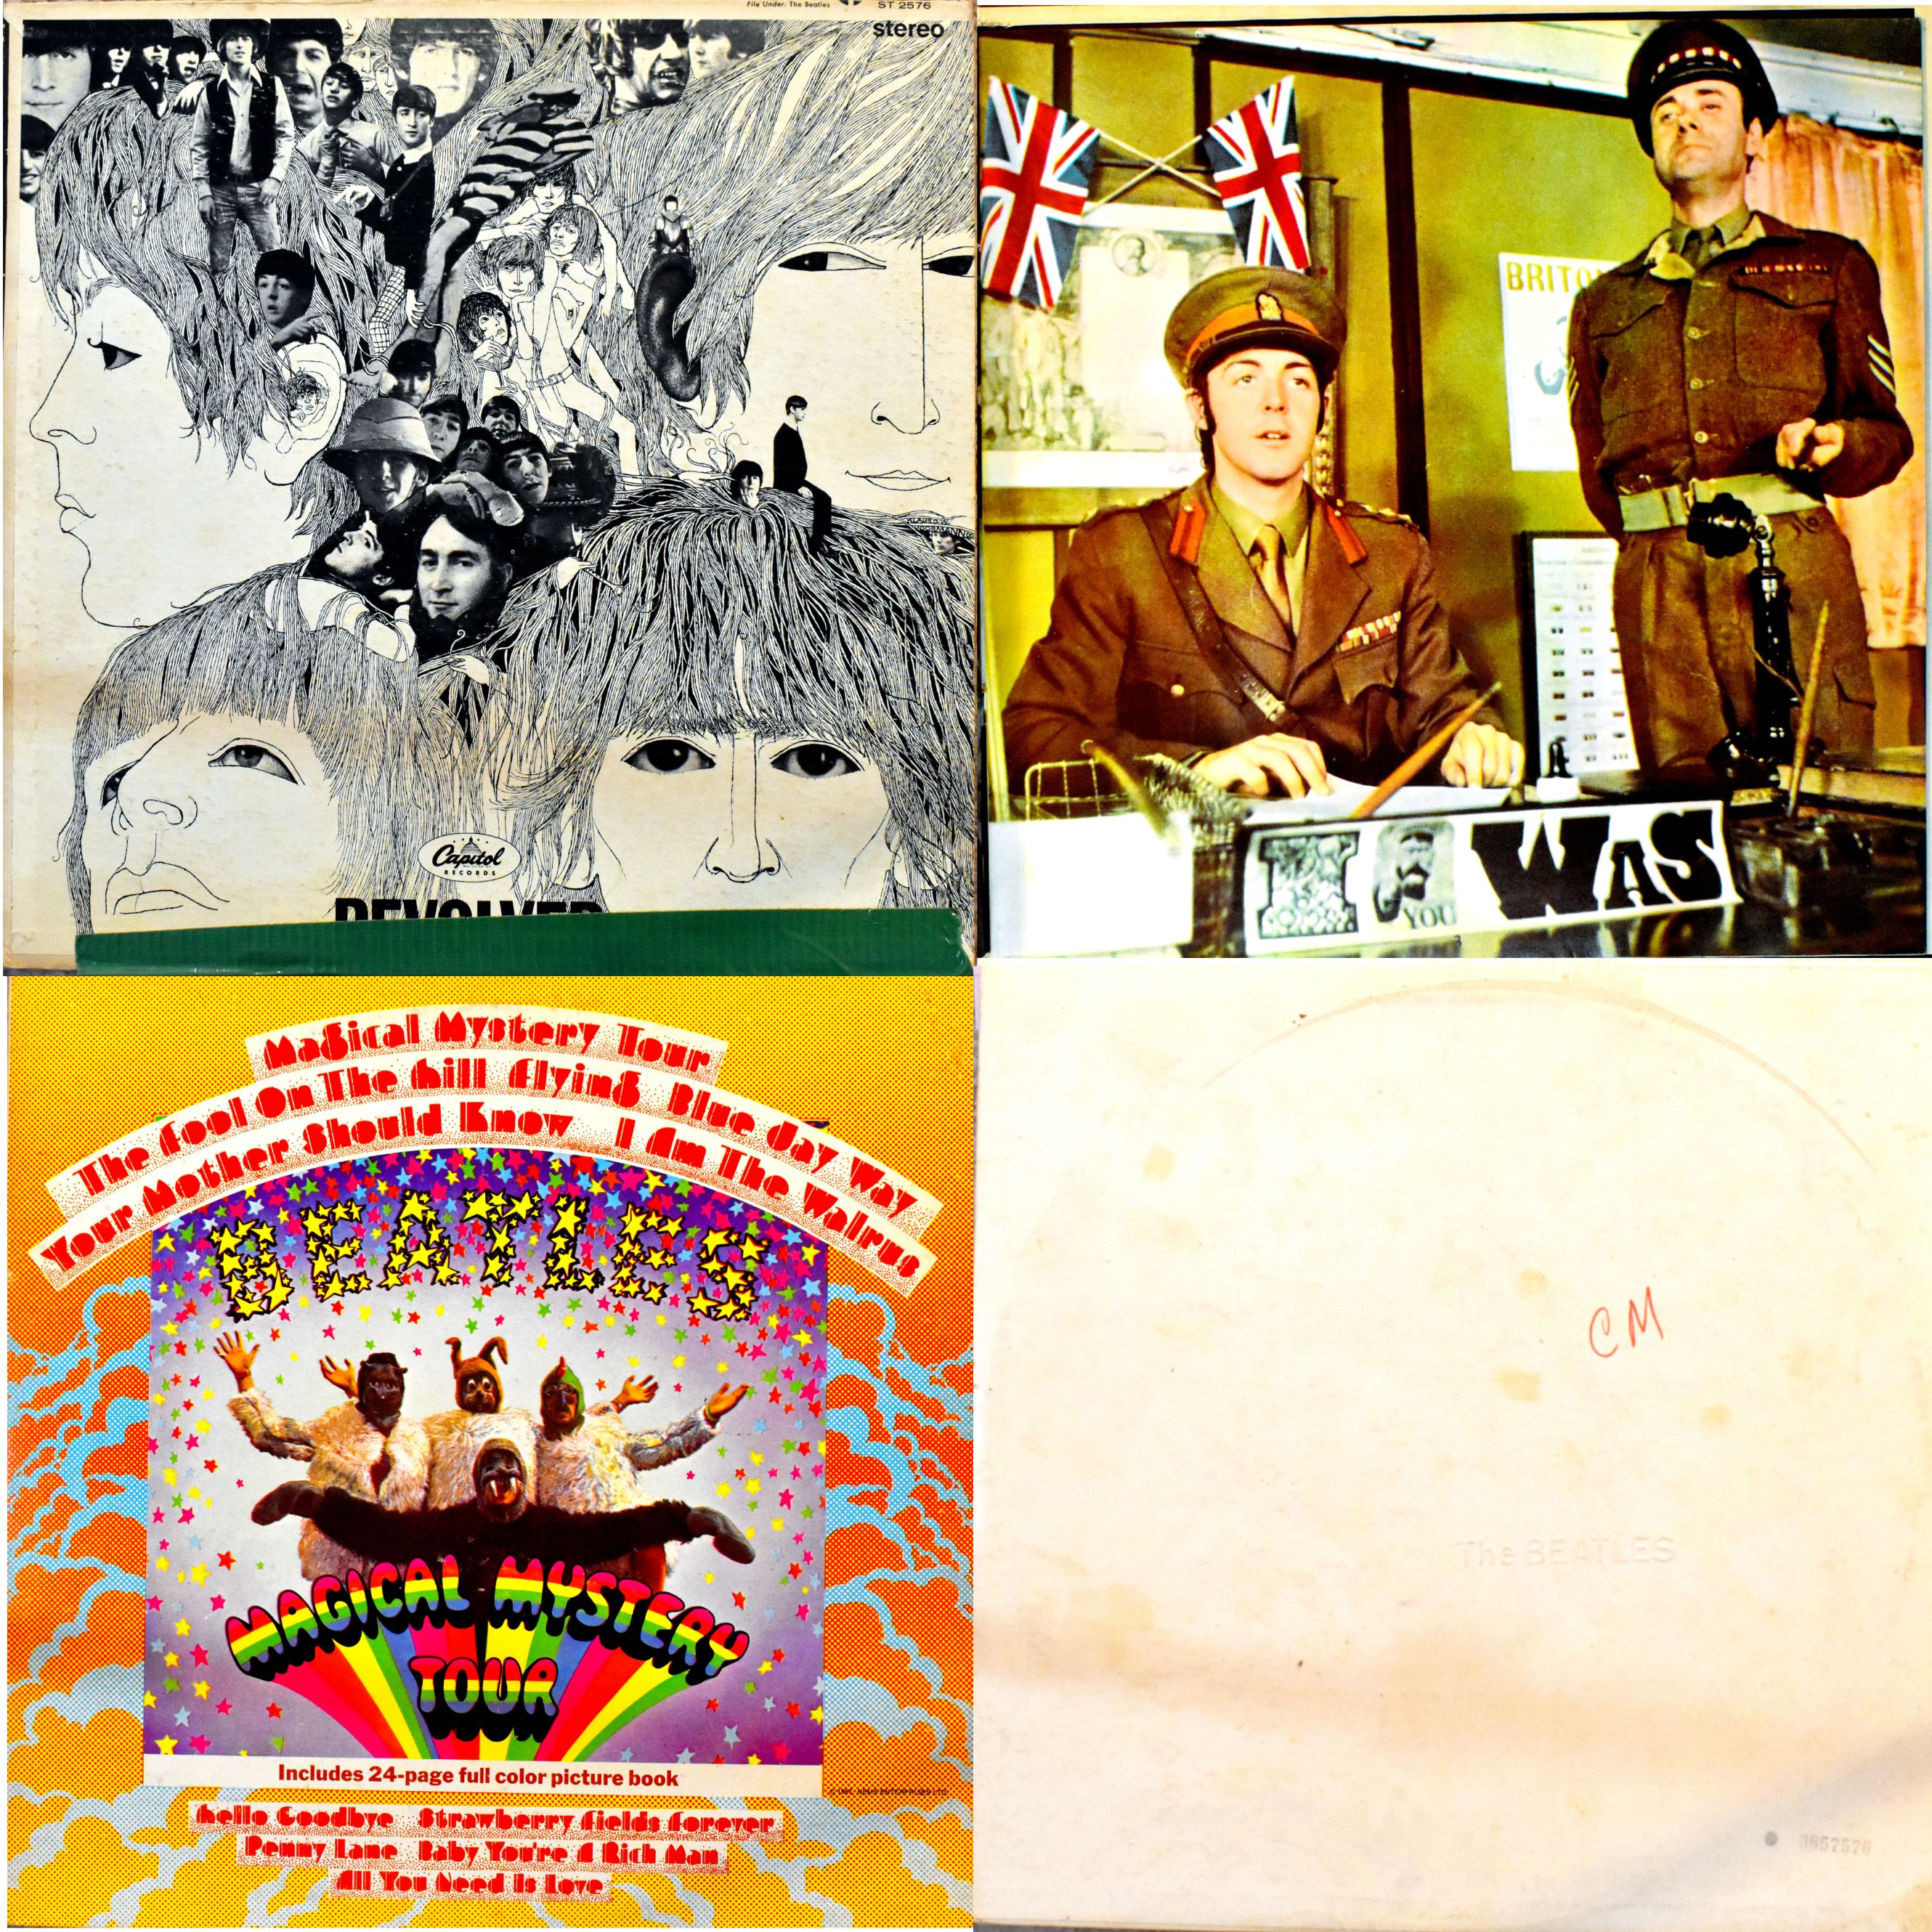 File Under: The Beatles
ST 2576
stereo
Capitol
RECORDS
REVOLVER
BRITO
I YOU WAS
Magical Mystery Tour
The Fool On The Hill Flying Blue Jay Way
Your Mother Should Know I Am The Walrus
BEATLES
MAGICAL MYSTERY
TOUR
Includes 24-page full color picture book
Hello Goodbye Strawberry Fields Forever
Penny Lane Baby You're A Rich Man
All You Need Is Love
CM
The BEATLES